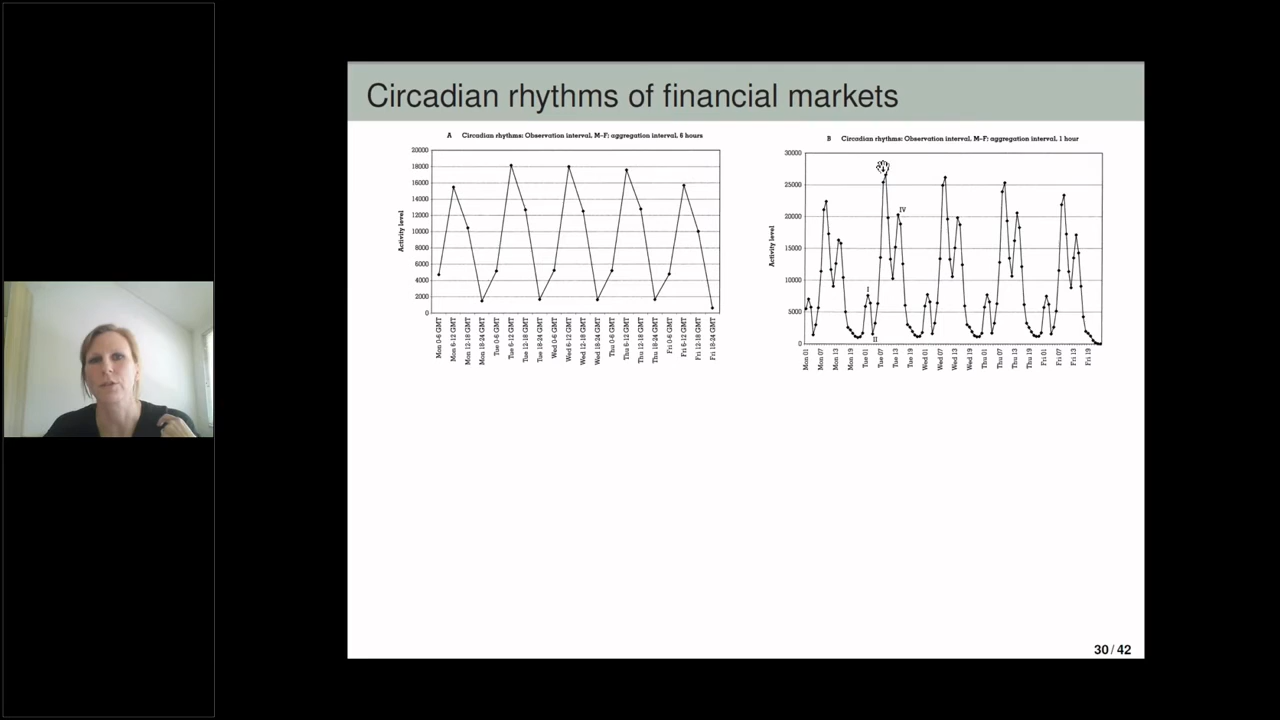 Circadian rhythms of financial markets
A Circadian rhythms: Observation interval, M–F; aggregation interval, 6 hours
20000
18000
16000
14000
12000
10000
8000
6000
4000
2000
0
Activity level
Mon 0-6 GMT
Mon 6-12 GMT
Mon 12-18 GMT
Mon 18-24 GMT
Tue 0-6 GMT
Tue 6-12 GMT
Tue 12-18 GMT
Tue 18-24 GMT
Wed 0-6 GMT
Wed 6-12 GMT
Wed 12-18 GMT
Wed 18-24 GMT
Thu 0-6 GMT
Thu 6-12 GMT
Thu 12-18 GMT
Thu 18-24 GMT
Fri 0-6 GMT
Fri 6-12 GMT
Fri 12-18 GMT
Fri 18-24 GMT
B Circadian rhythms: Observation interval, M–F; aggregation interval, 1 hour
30000
25000
20000
15000
10000
5000
0
Activity level
I
II
IV
Mon 01
Mon 07
Mon 13
Mon 19
Tue 01
Tue 07
Tue 13
Tue 19
Wed 01
Wed 07
Wed 13
Wed 19
Thu 01
Thu 07
Thu 13
Thu 19
Fri 01
Fri 07
Fri 13
Fri 19
30 / 42